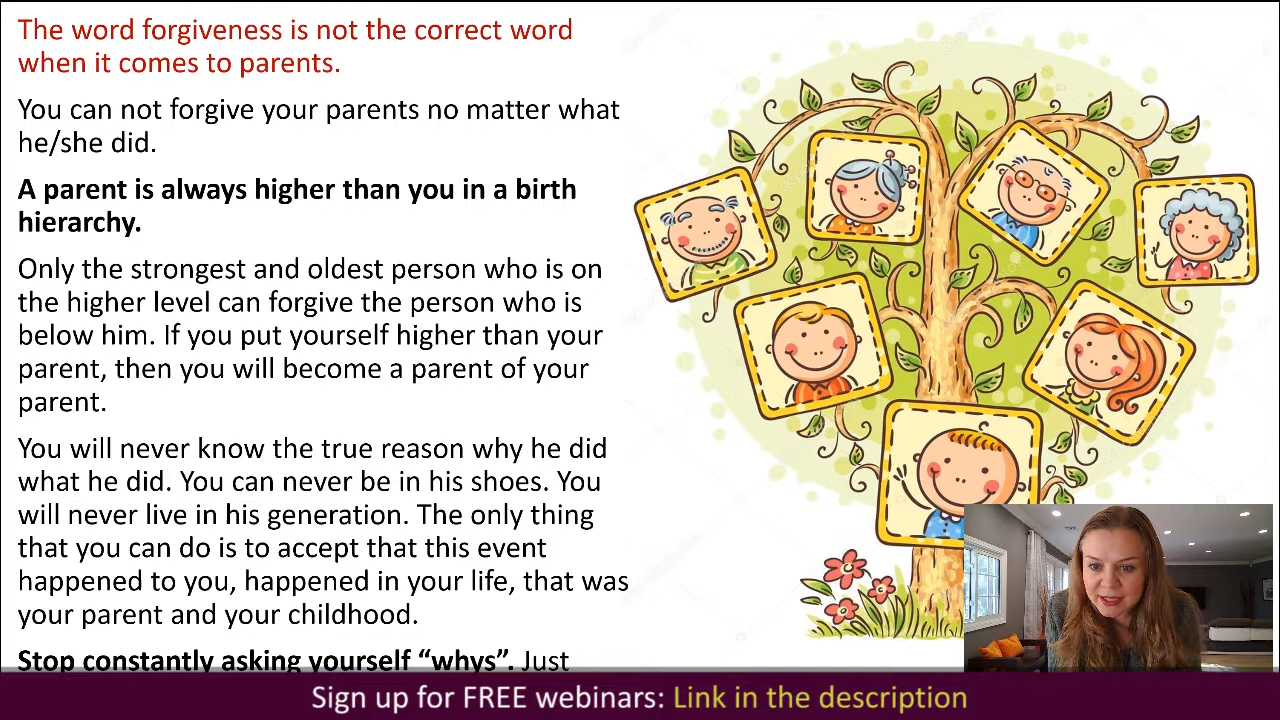 The word forgiveness is not the correct word
when it comes to parents.
You can not forgive your parents no matter what
he/she did.
A parent is always higher than you in a birth
hierarchy.
Only the strongest and oldest person who is on
the higher level can forgive the person who is
below him. If you put yourself higher than your
parent, then you will become a parent of your
parent.
You will never know the true reason why he did
what he did. You can never be in his shoes. You
will never live in his generation. The only thing
that you can do is to accept that this event
happened to you, happened in your life, that was
your parent and your childhood.
Stop constantly asking yourself “whys”. Just
Sign up for FREE webinars: Link in the description